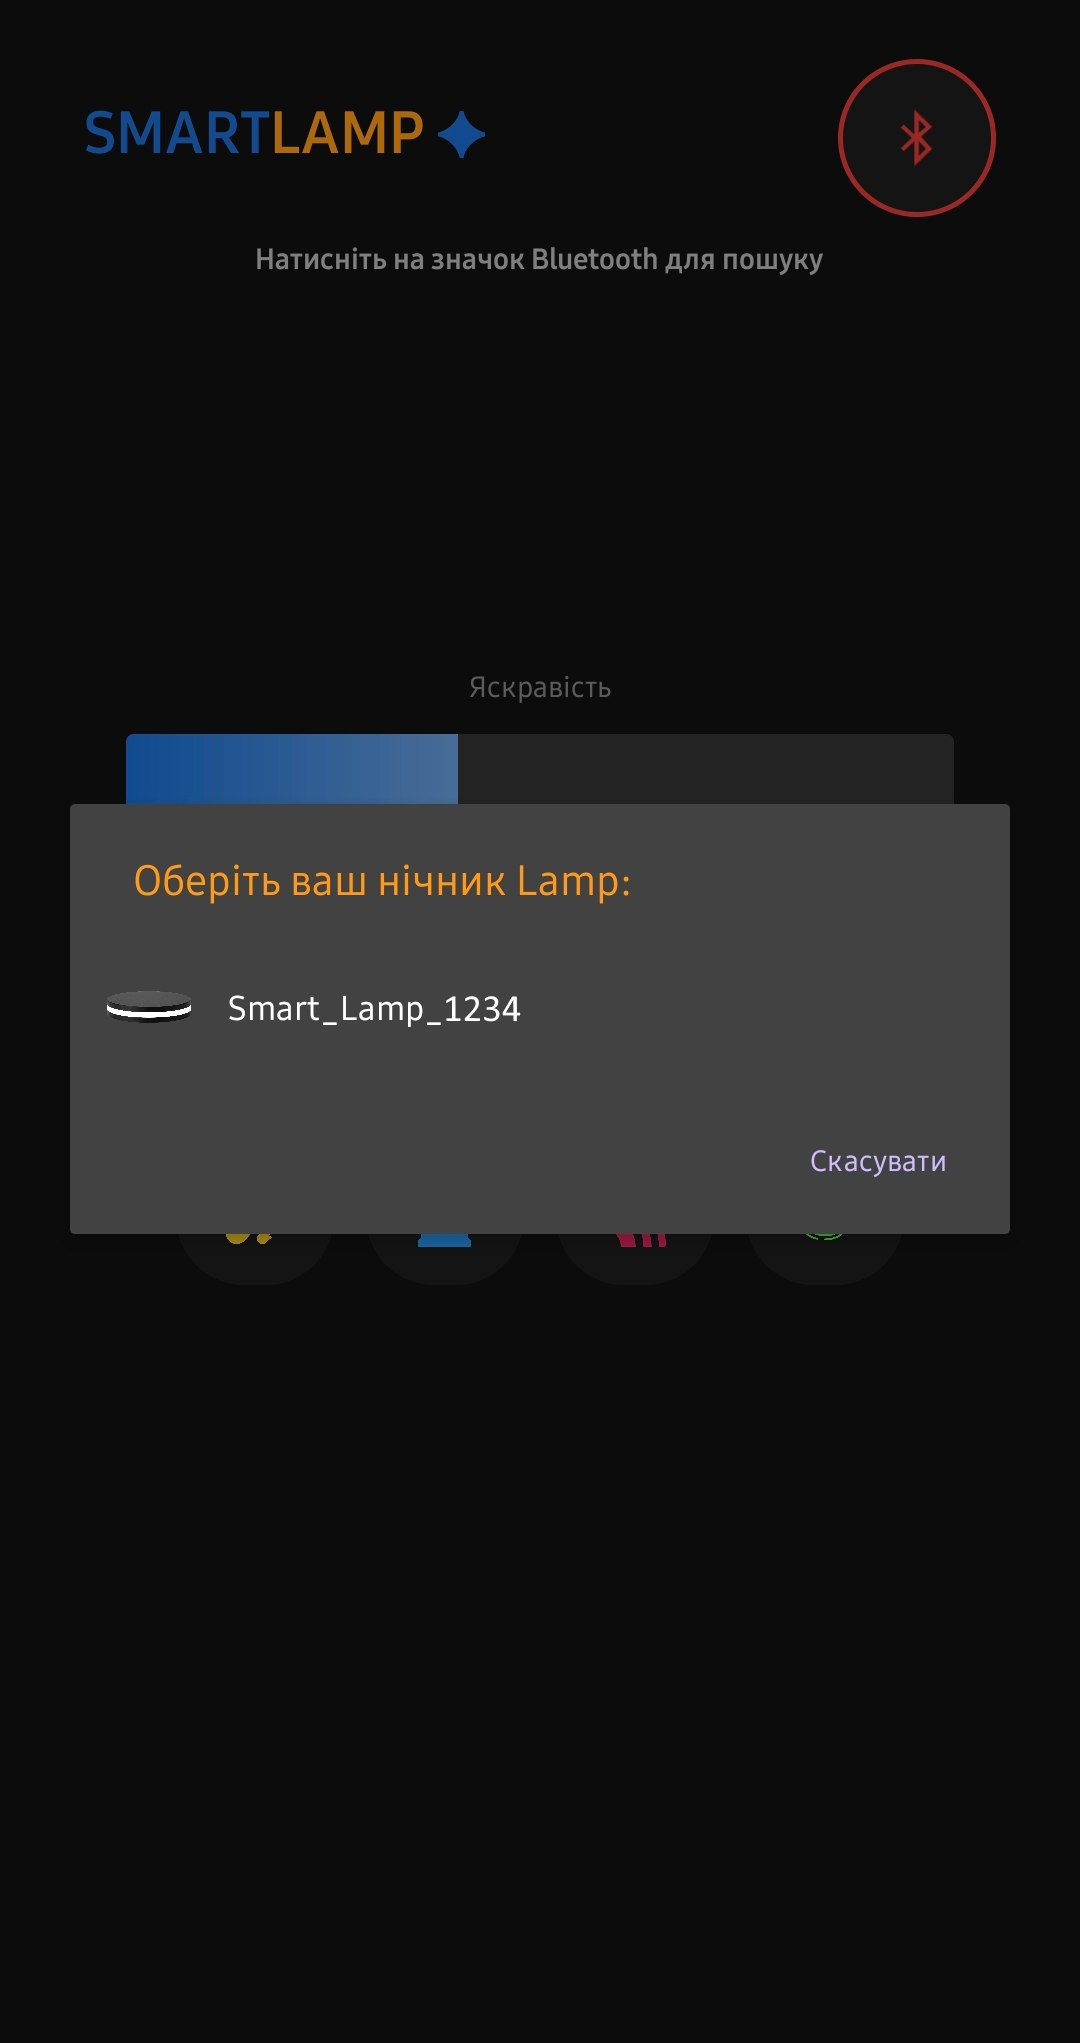 SMARTLAMP
Натисніть на значок Bluetooth для пошуку
Яскравість
Оберіть ваш нічник Lamp:
Smart_Lamp_1234
Скасувати